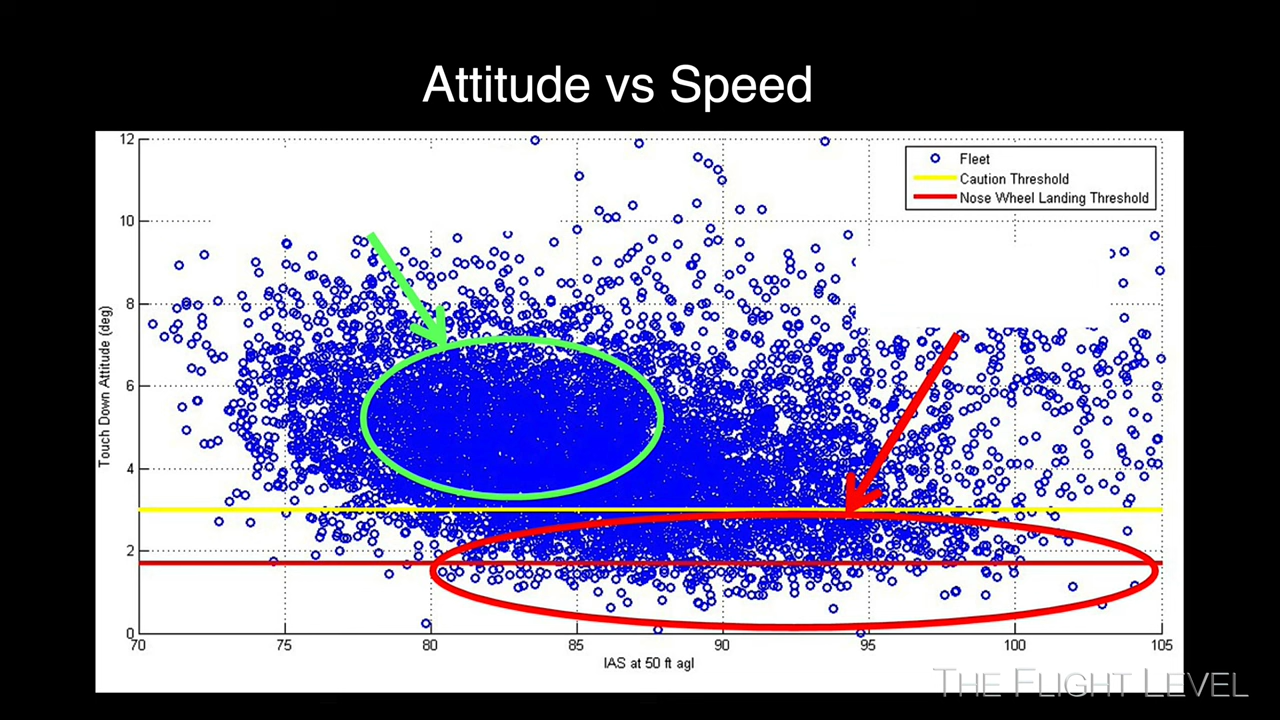 Attitude vs Speed
12
10
8
6
4
2
0
Touch Down Attitude (deg)
Fleet
Caution Threshold
Nose Wheel Landing Threshold
70 75 80 85 90 95 100 105
IAS at 50 ft agl
THE FLIGHT LEVEL